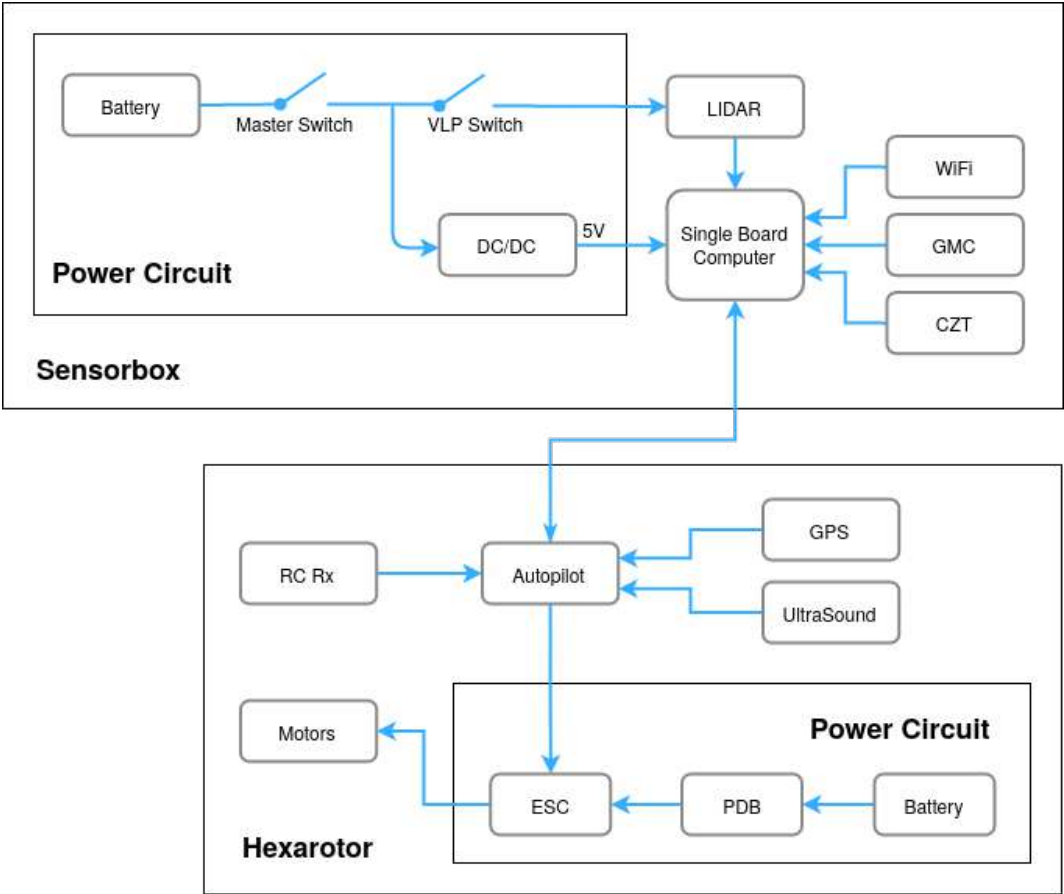 Battery
Master Switch
VLP Switch
LIDAR
WiFi
Single Board
Computer
DC/DC
5V
GMC
Power Circuit
CZT
Sensorbox
GPS
RC Rx
Autopilot
UltraSound
Motors
Power Circuit
ESC
PDB
Battery
Hexarotor